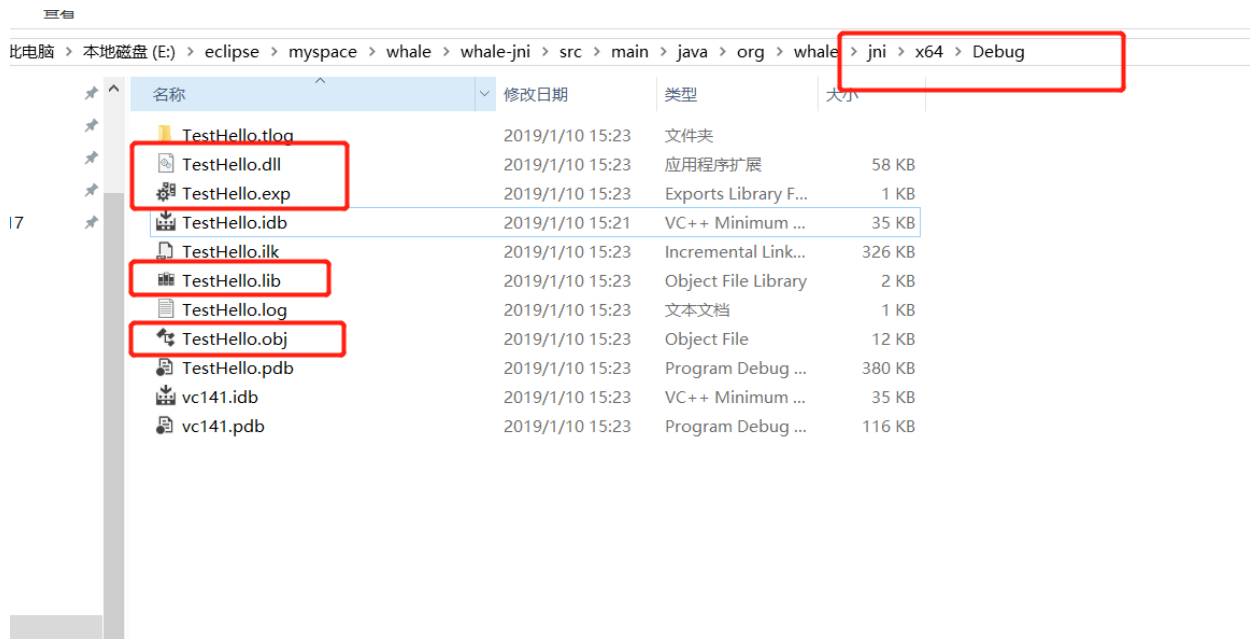 查看
此电脑 > 本地磁盘 (E:) > eclipse > myspace > whale > whale-jni > src > main > java > org > whale > jni > x64 > Debug
名称 修改日期 类型 大小
TestHello.tlog 2019/1/10 15:23 文件夹
TestHello.dll 2019/1/10 15:23 应用程序扩展 58 KB
TestHello.exp 2019/1/10 15:23 Exports Library F... 1 KB
17 TestHello.idb 2019/1/10 15:21 VC++ Minimum ... 35 KB
TestHello.ilk 2019/1/10 15:23 Incremental Link... 326 KB
TestHello.lib 2019/1/10 15:23 Object File Library 2 KB
TestHello.log 2019/1/10 15:23 文本文档 1 KB
TestHello.obj 2019/1/10 15:23 Object File 12 KB
TestHello.pdb 2019/1/10 15:23 Program Debug ... 380 KB
vc141.idb 2019/1/10 15:23 VC++ Minimum ... 35 KB
vc141.pdb 2019/1/10 15:23 Program Debug ... 116 KB